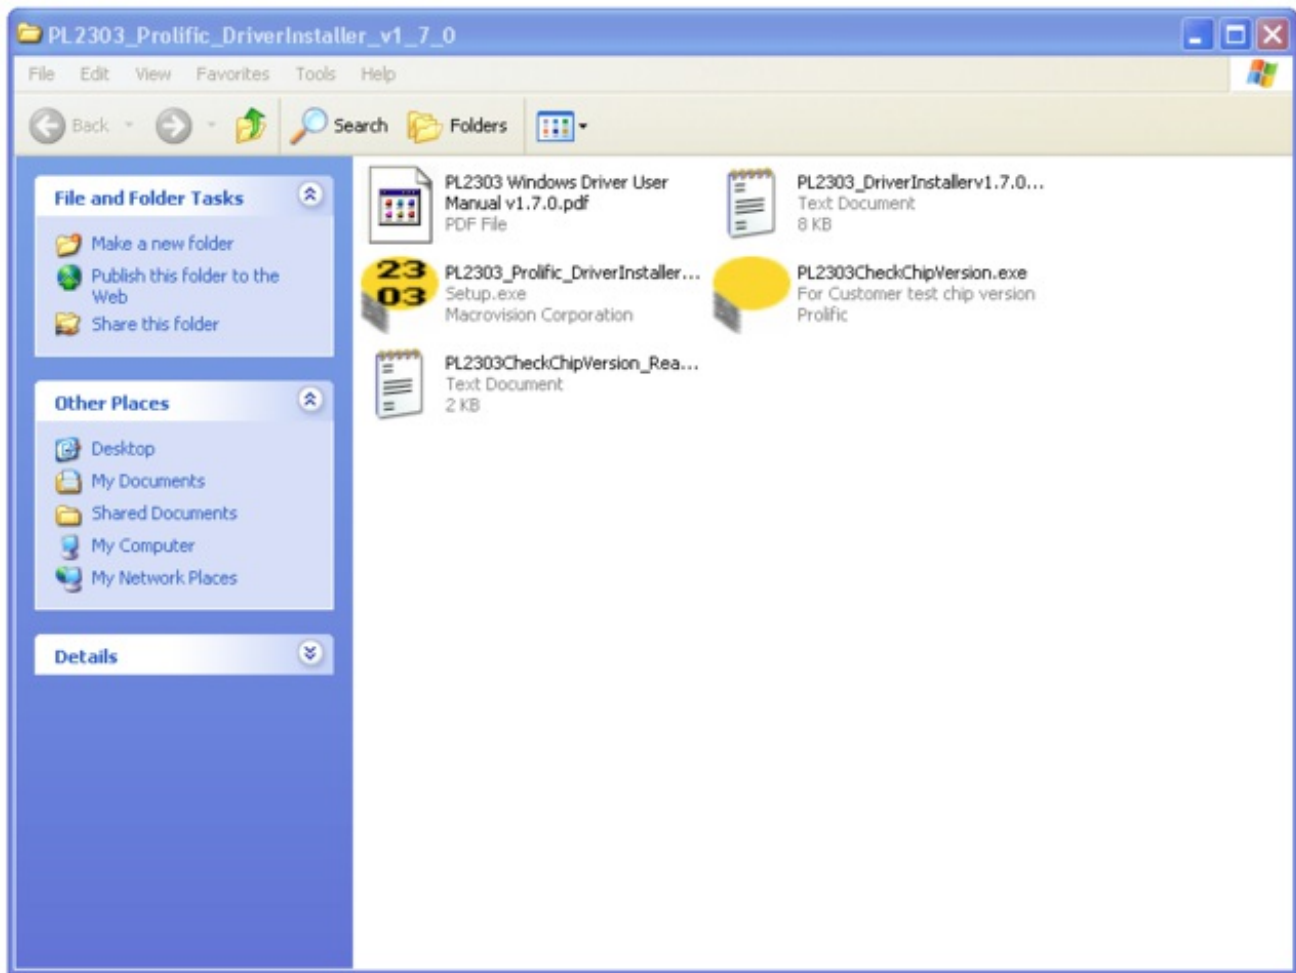 PL2303_Prolific_DriverInstaller_v1_7_0
File Edit View Favorites Tools Help
Back Search Folders
File and Folder Tasks
Make a new folder
Publish this folder to the
Web
Share this folder
Other Places
Desktop
My Documents
Shared Documents
My Computer
My Network Places
Details
PL2303 Windows Driver User
Manual v1.7.0.pdf
PDF File
PL2303_DriverInstallerv1.7.0...
Text Document
8 KB
23
03
PL2303_Prolific_DriverInstaller...
Setup.exe
Macrovision Corporation
PL2303CheckChipVersion.exe
For Customer test chip version
Prolific
PL2303CheckChipVersion_Rea...
Text Document
2 KB